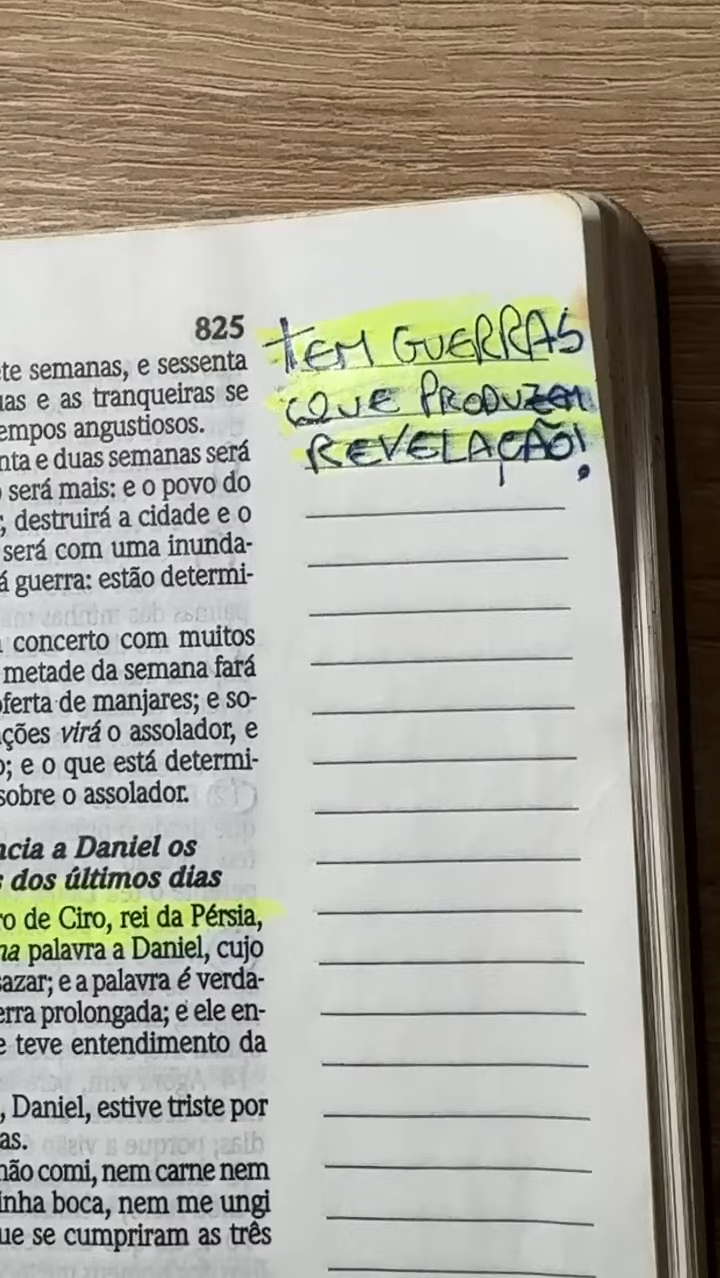 825
TEM GUERRAS
QUE PRODUZEM
REVELAÇÃO!
te semanas, e sessenta
uas e as tranqueiras se
empos angustiosos.
nta e duas semanas será
será mais: e o povo do
, destruirá a cidade e o
será com uma inunda-
á guerra: estão determi-
concerto com muitos
metade da semana fará
oferta de manjares; e so-
ções virá o assolador, e
o; e o que está determi-
sobre o assolador.
ncia a Daniel os
s dos últimos dias
ro de Ciro, rei da Pérsia,
na palavra a Daniel, cujo
sazar; e a palavra é verda-
erra prolongada; e ele en-
e teve entendimento da
, Daniel, estive triste por
as.
não comi, nem carne nem
inha boca, nem me ungi
ue se cumpriram as três